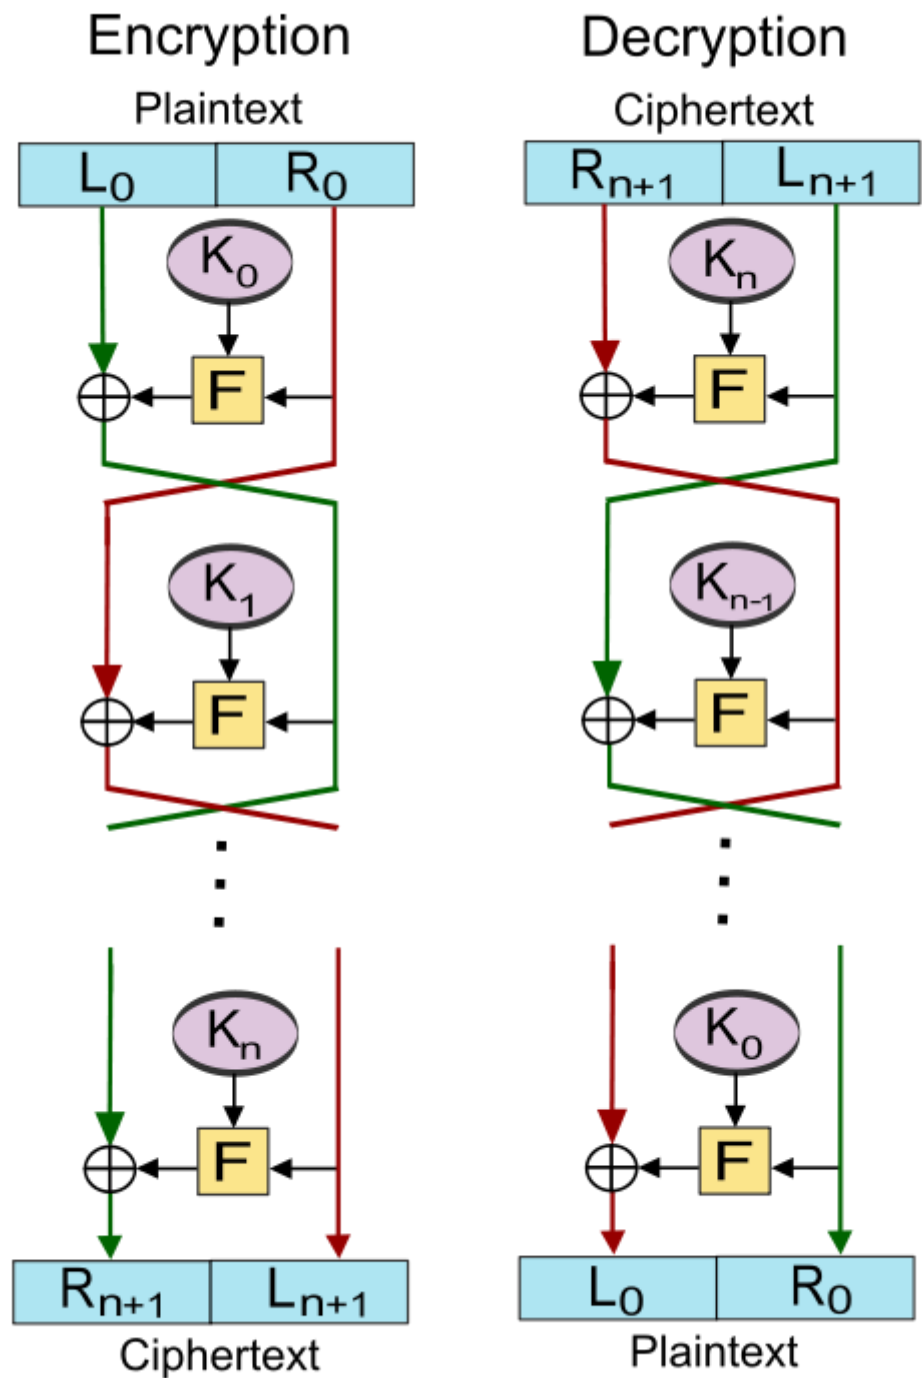 Encryption
Plaintext
L0 R0
K0
F
K1
F
Kn
F
Rn+1 Ln+1
Ciphertext
Decryption
Ciphertext
Rn+1 Ln+1
Kn
F
Kn-1
F
K0
F
L0 R0
Plaintext